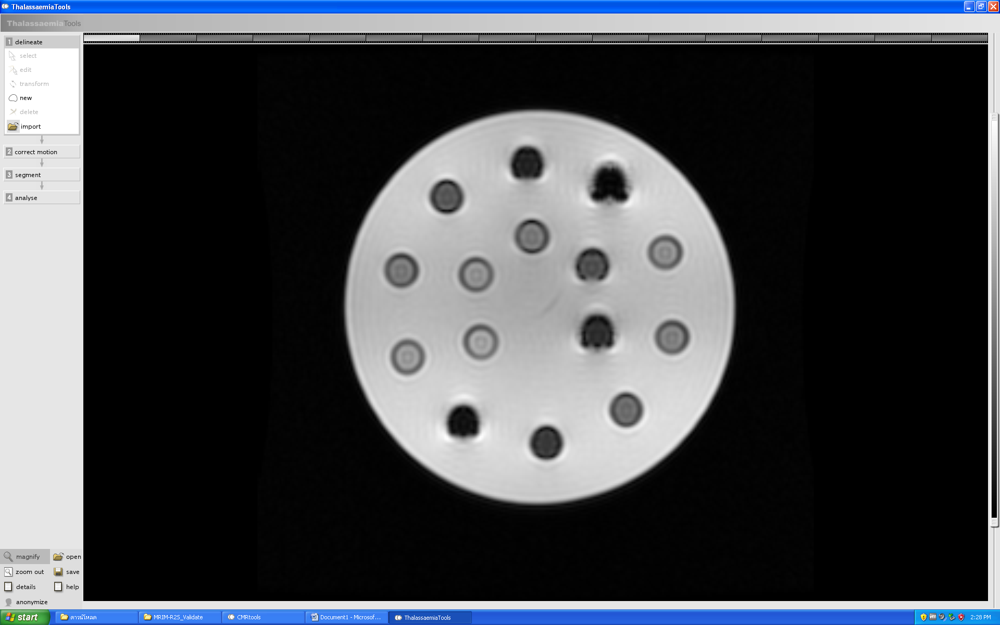 ThalassaemiaTools
ThalassaemiaTools
1 delineate
select
edit
transform
new
delete
import
2 correct motion
3 segment
4 analyse
magnify open
zoom out save
details help
anonymize
start ดาวน์โหลด MRIM-R2S_Validate CMRtools Document1 - Microsof... ThalassaemiaTools 2:28 PM